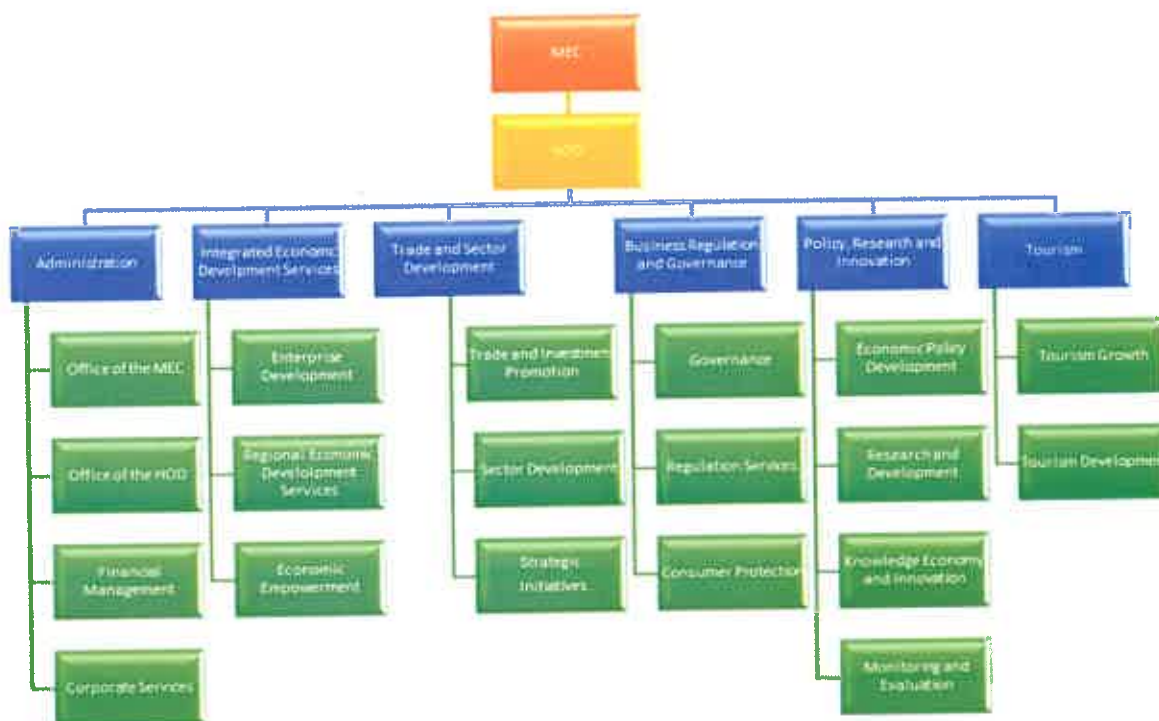 MEC
HOD
Administration
Integrated Economic
Develpment Services
Trade and Sector
Development
Business Regulation
and Governance
Policy, Research and
Innovation
Tourism
Office of the MEC
Office of the HOD
Financial
Management
Corporate Services
Enterprise
Development
Regional Economic
Develolpment
Services
Economic
Empowerment
Trade and Investment
Promotion
Sector Development
Strategic
Initiatives
Governance
Regulation Services
Consumer Protection
Economic Policy
Development
Research and
Development
Knowledge Economy
and Innovation
Monitoring and
Evaluation
Tourism Growth
Tourism Development